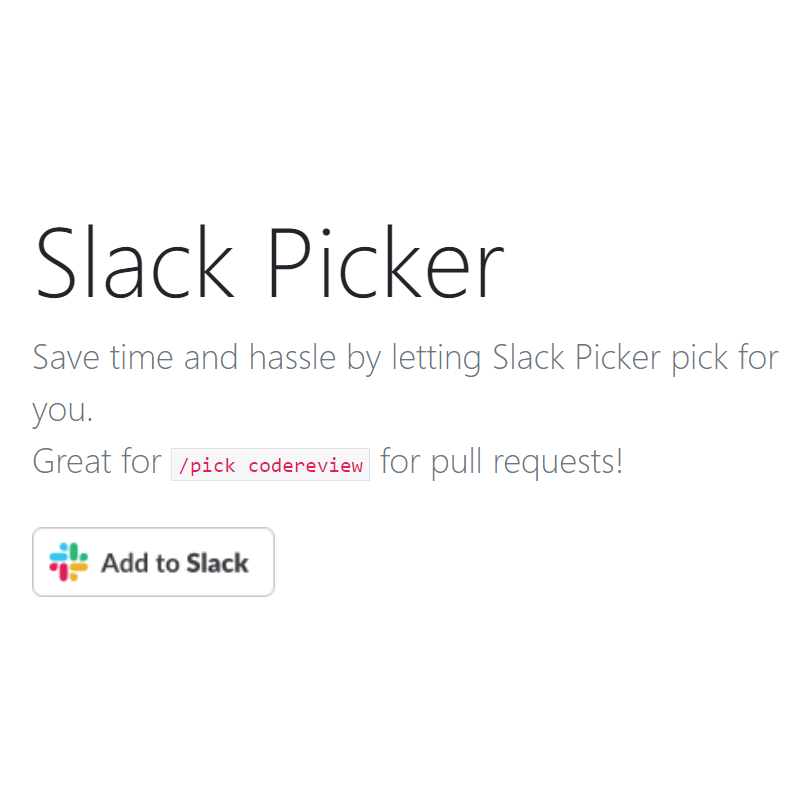 Slack Picker
Save time and hassle by letting Slack Picker pick for
you.
Great for /pick codereview for pull requests!
Add to Slack